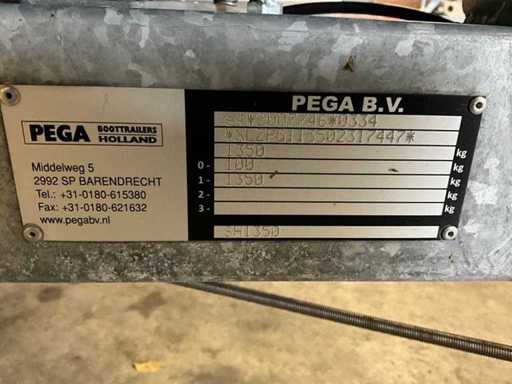 PEGA BOOTTRAILERS
HOLLAND
Middelweg 5
2992 SP BARENDRECHT
Tel.: +31-0180-615380
Fax: +31-0180-621632
www.pegabv.nl
PEGA B.V.
1350 kg
0- 100 kg
1- 1350 kg
2- kg
3- kg
SH1350